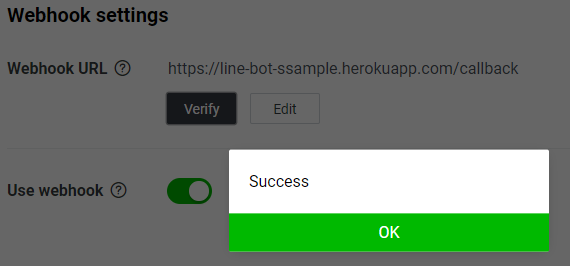 Webhook settings
Webhook URL ?
https://line-bot-ssample.herokuapp.com/callback
Verify
Edit
Use webhook ?
Success
OK